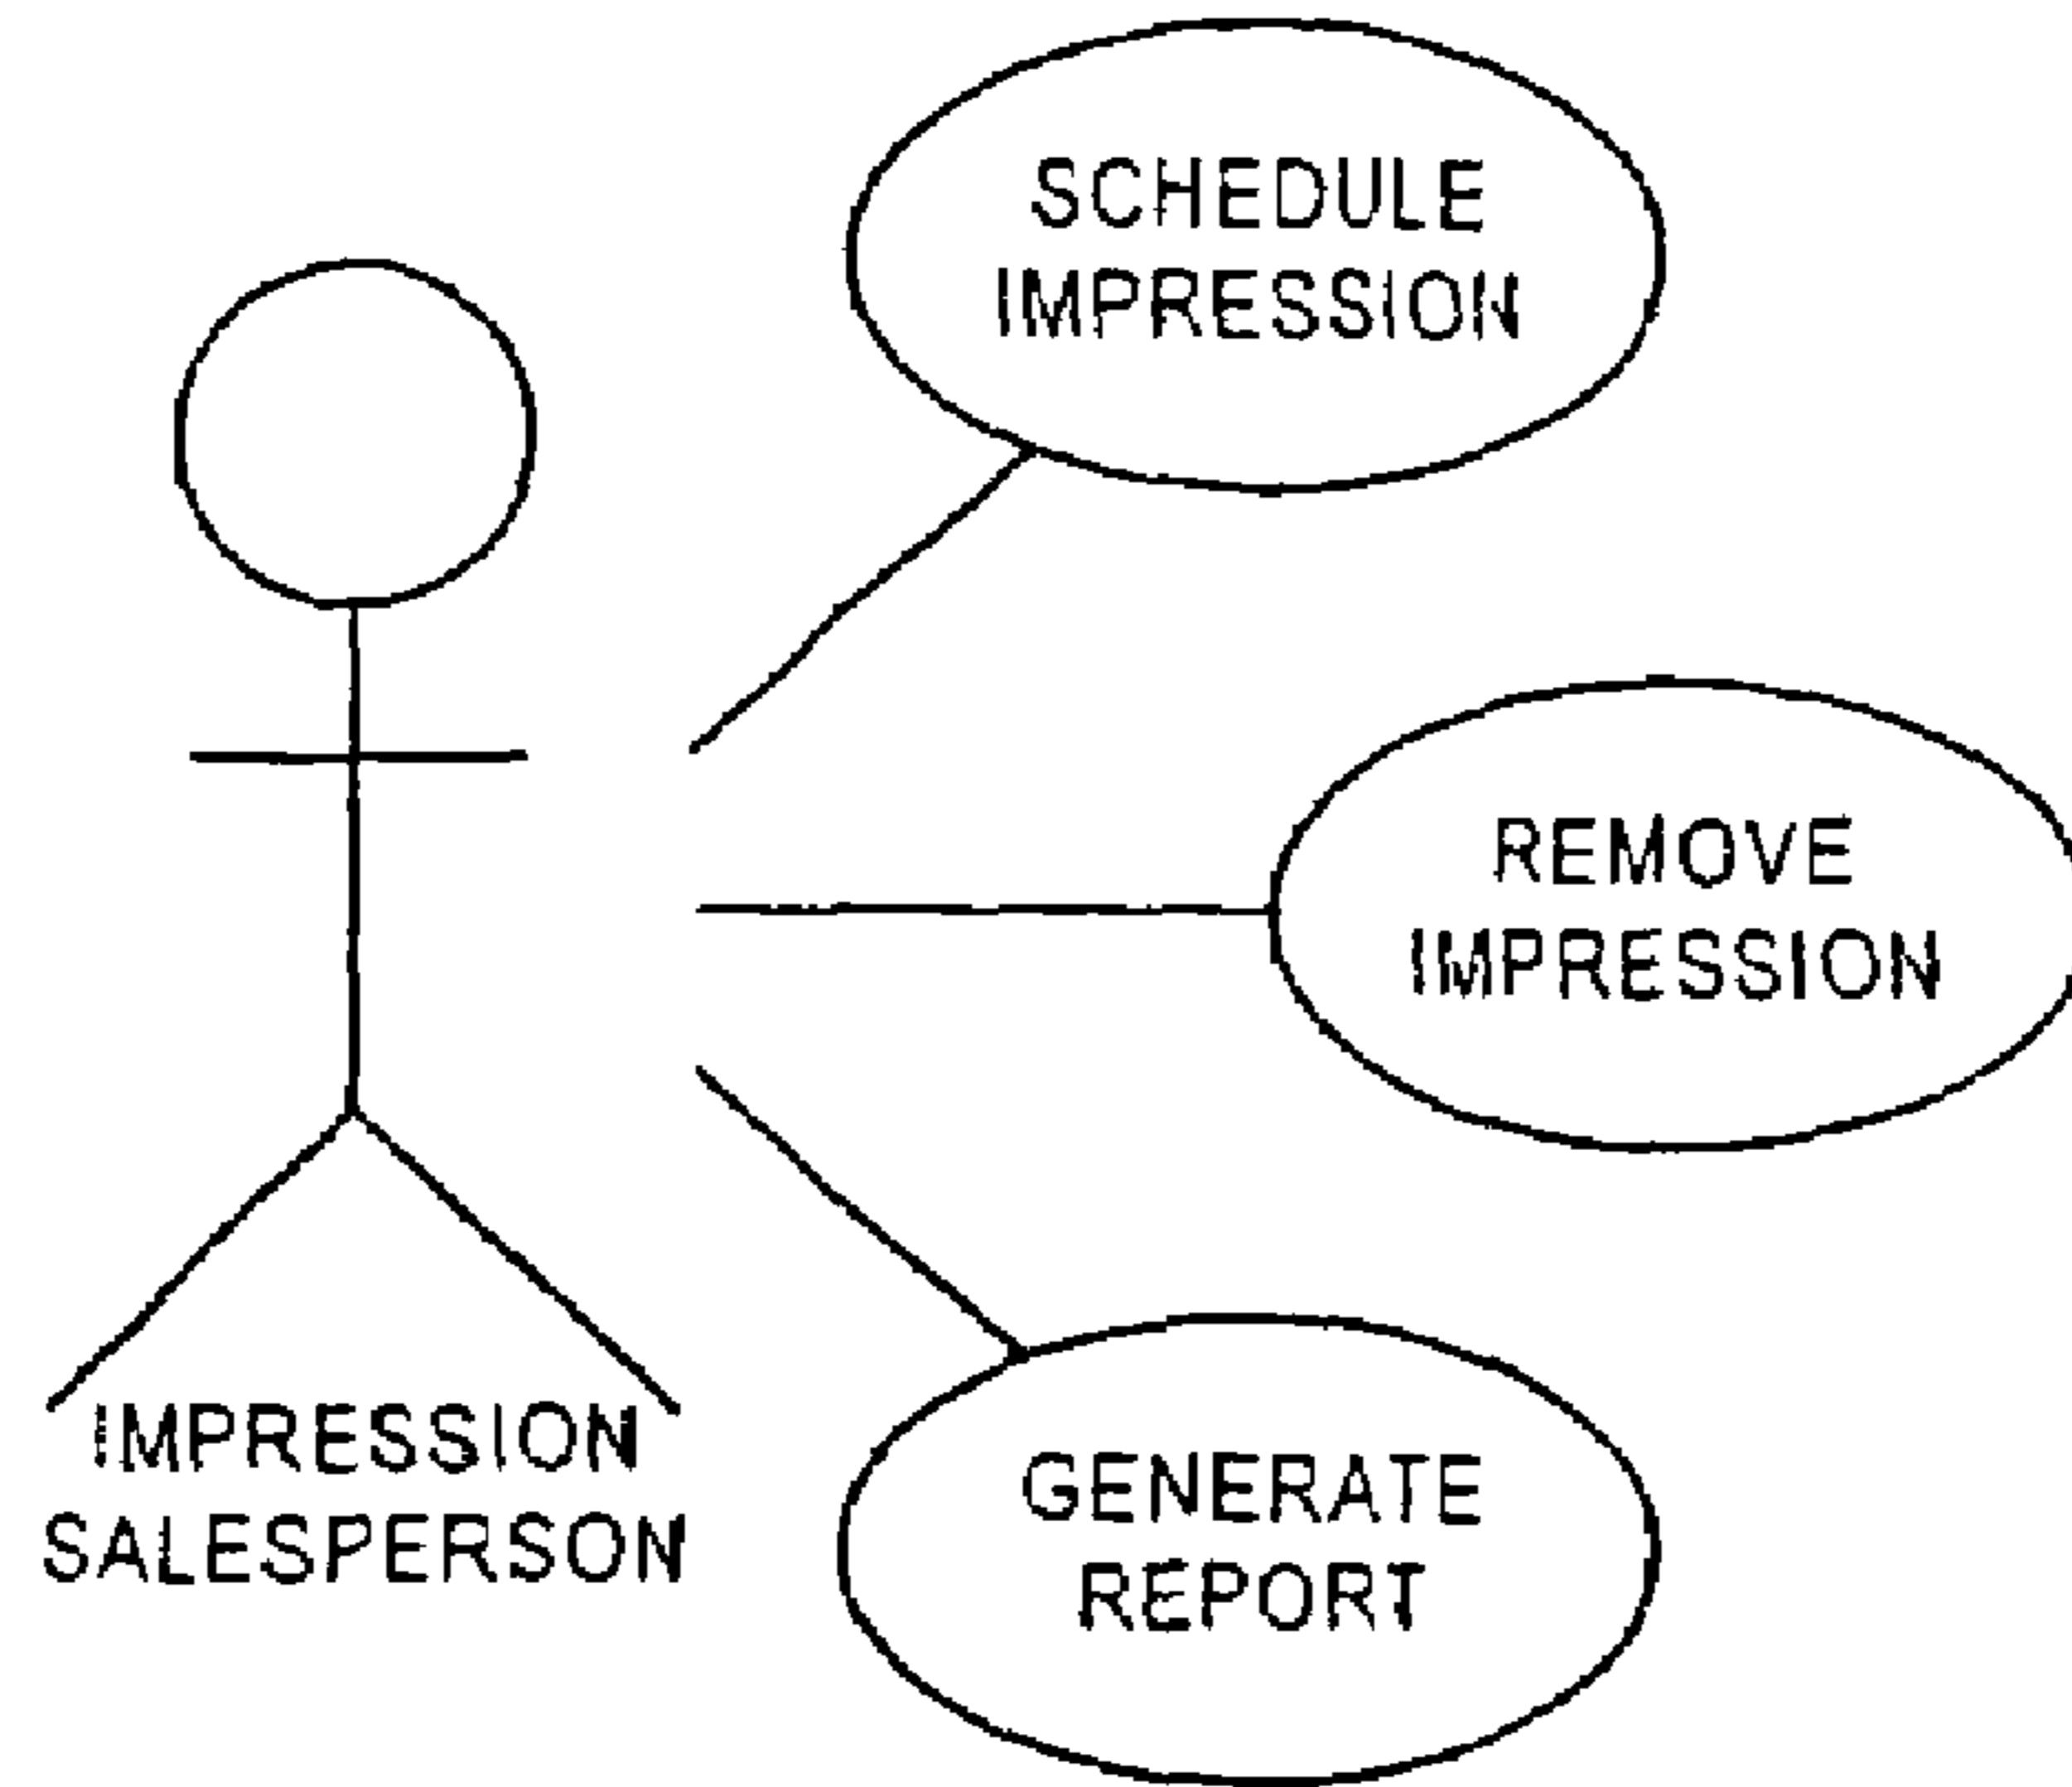 SCHEDULE
IMPRESSION
REMOVE
IMPRESSION
IMPRESSION
SALESPERSON
GENERATE
REPORT